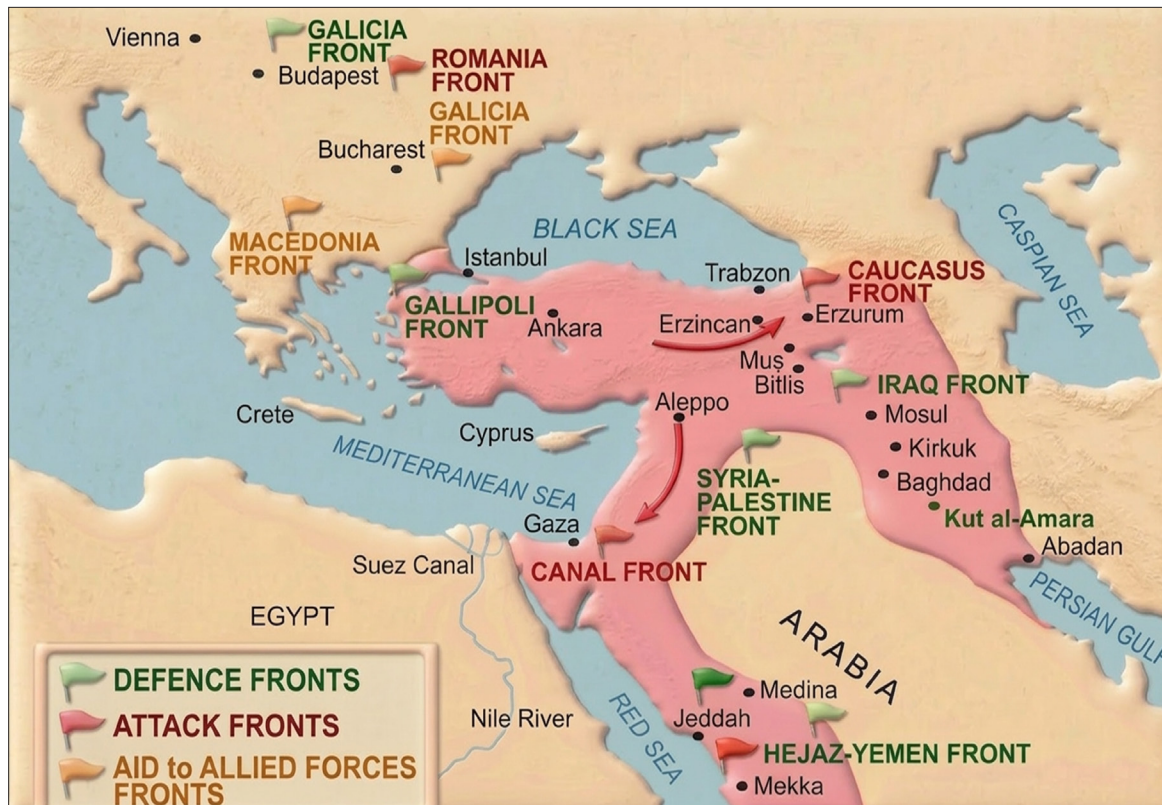 Vienna
GALICIA
FRONT
Budapest
ROMANIA
FRONT
GALICIA
FRONT
Bucharest
MACEDONIA
FRONT
BLACK SEA
CASPIAN SEA
Istanbul
Trabzon
CAUCASUS
FRONT
GALLIPOLI
FRONT
Ankara
Erzincan
Erzurum
Muş
Bitlis
IRAQ FRONT
Crete
Cyprus
Aleppo
Mosul
Kirkuk
MEDITERRANEAN SEA
SYRIA-
PALESTINE
FRONT
Baghdad
Kut al-Amara
Gaza
Abadan
Suez Canal
CANAL FRONT
PERSIAN GULF
EGYPT
ARABIA
DEFENCE FRONTS
ATTACK FRONTS
AID to ALLIED FORCES
FRONTS
Nile River
RED SEA
Medina
Jeddah
HEJAZ-YEMEN FRONT
Mekka